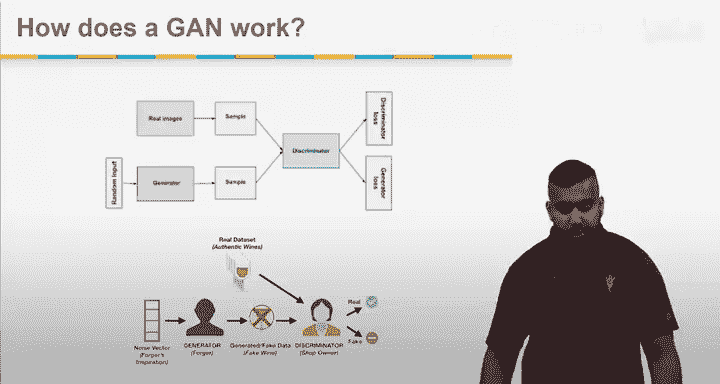 How does a GAN work?
Real images
Sample
Discriminator
loss
Discriminator
Random input
Generator
Sample
Generator
loss
Real Dataset
(Authentic Wines)
Real
Fake
Noise Vector
(Forger's
Inspiration)
GENERATOR
(Forger)
Generated/Fake Data
(Fake Wine)
DISCRIMINATOR
(Shop Owner)